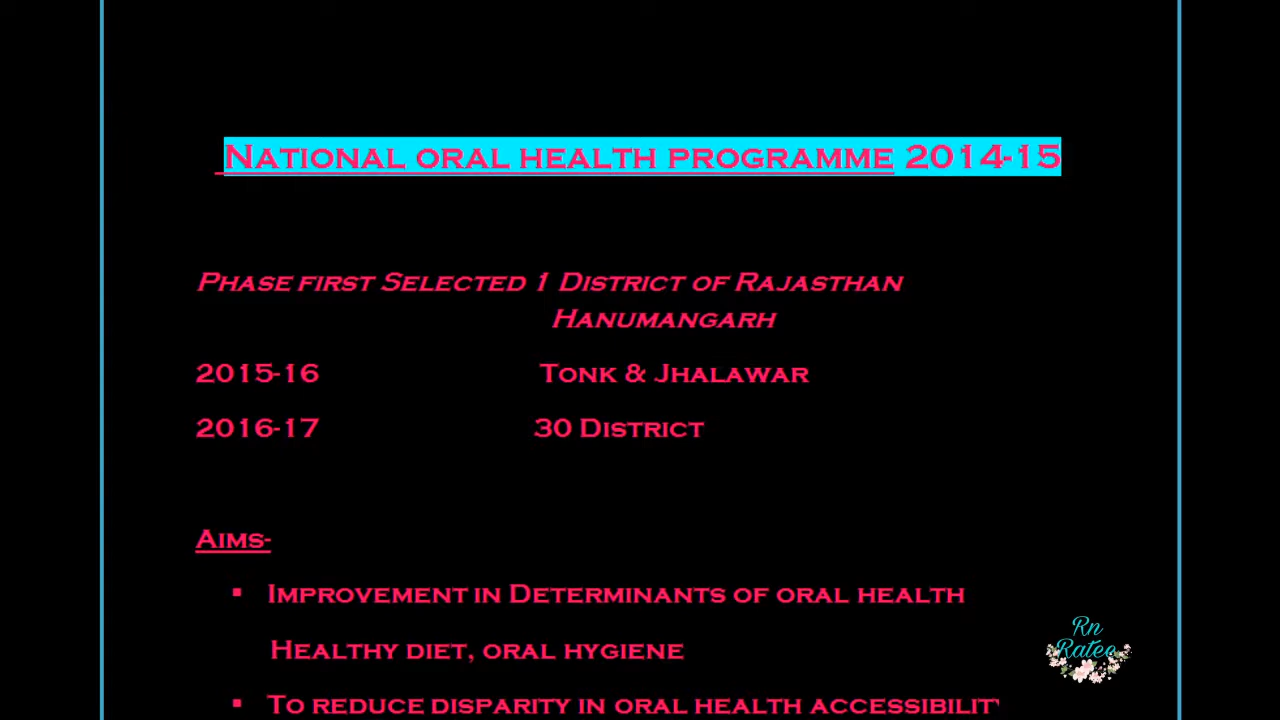 National oral health programme 2014-15
Phase first Selected 1 District of Rajasthan
Hanumangarh
2015-16 Tonk & Jhalawar
2016-17 30 District
Aims-
▪ Improvement in Determinants of oral health
Healthy diet, oral hygiene
▪ To reduce disparity in oral health accessibility
Rn
Ratee